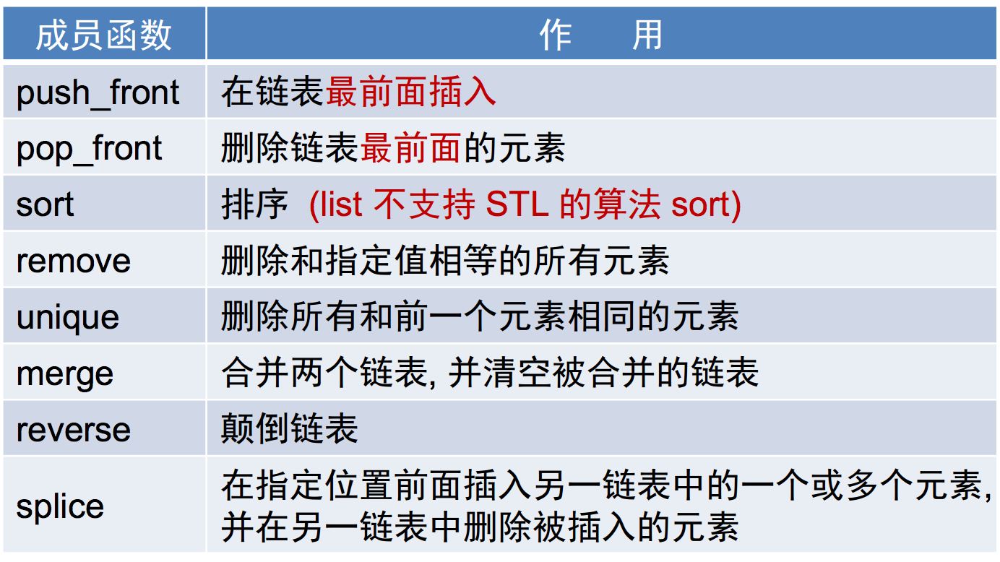 成员函数 作 用
push_front 在链表最前面插入
pop_front 删除链表最前面的元素
sort 排序 (list 不支持 STL 的算法 sort)
remove 删除和指定值相等的所有元素
unique 删除所有和前一个元素相同的元素
merge 合并两个链表, 并清空被合并的链表
reverse 颠倒链表
splice 在指定位置前面插入另一链表中的一个或多个元素,
并在另一链表中删除被插入的元素